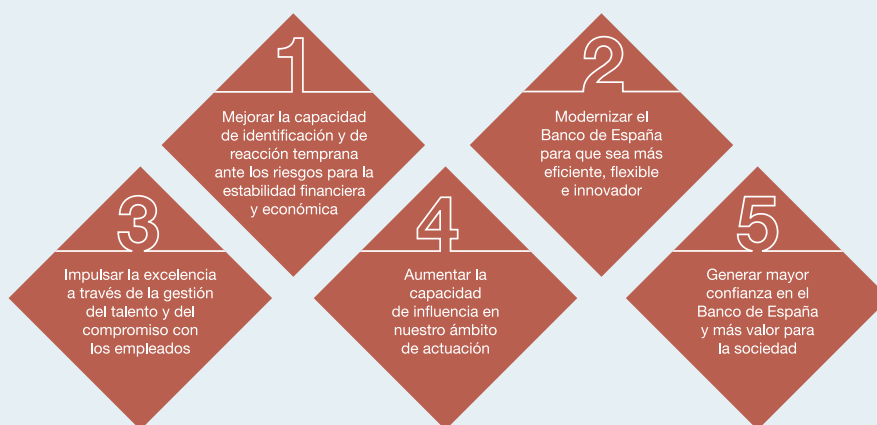 1
Mejorar la capacidad
de identificación y de
reacción temprana
ante los riesgos para la
estabilidad financiera
y económica
2
Modernizar el
Banco de España
para que sea más
eficiente, flexible
e innovador
3
Impulsar la excelencia
a través de la gestión
del talento y del
compromiso con
los empleados
4
Aumentar la
capacidad
de influencia en
nuestro ámbito
de actuación
5
Generar mayor
confianza en el
Banco de España
y más valor para
la sociedad